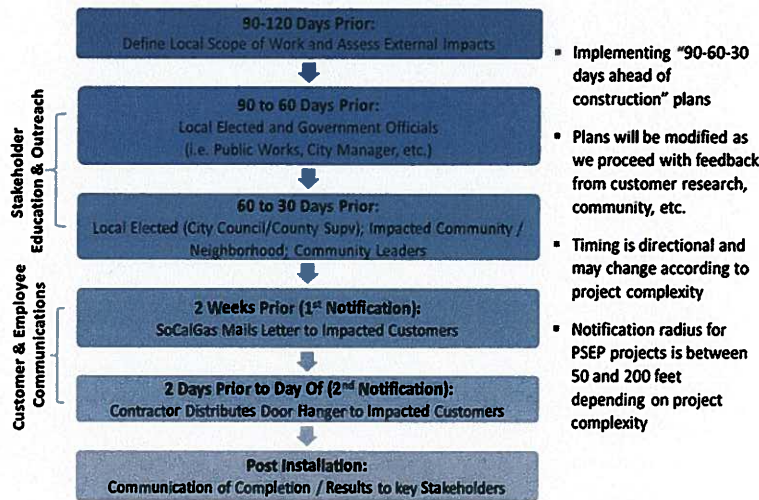 90-120 Days Prior:
Define Local Scope of Work and Assess External Impacts
90 to 60 Days Prior:
Local Elected and Government Officials
(i.e. Public Works, City Manager, etc.)
60 to 30 Days Prior:
Local Elected (City Council/County Supv); Impacted Community /
Neighborhood; Community Leaders
2 Weeks Prior (1st Notification):
SoCalGas Mails Letter to Impacted Customers
2 Days Prior to Day Of (2nd Notification):
Contractor Distributes Door Hanger to Impacted Customers
Post Installation:
Communication of Completion / Results to key Stakeholders
Stakeholder
Education & Outreach
Customer & Employee
Communications
▪ Implementing "90-60-30
days ahead of
construction" plans
▪ Plans will be modified as
we proceed with feedback
from customer research,
community, etc.
▪ Timing is directional and
may change according to
project complexity
▪ Notification radius for
PSEP projects is between
50 and 200 feet
depending on project
complexity